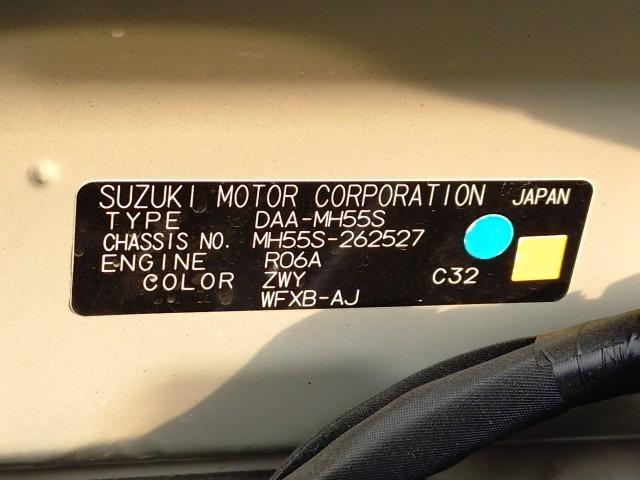 SUZUKI MOTOR CORPORATION JAPAN
TYPE DAA-MH55S
CHASSIS NO. MH55S-262527
ENGINE R06A
COLOR ZWY C32
WFXB-AJ